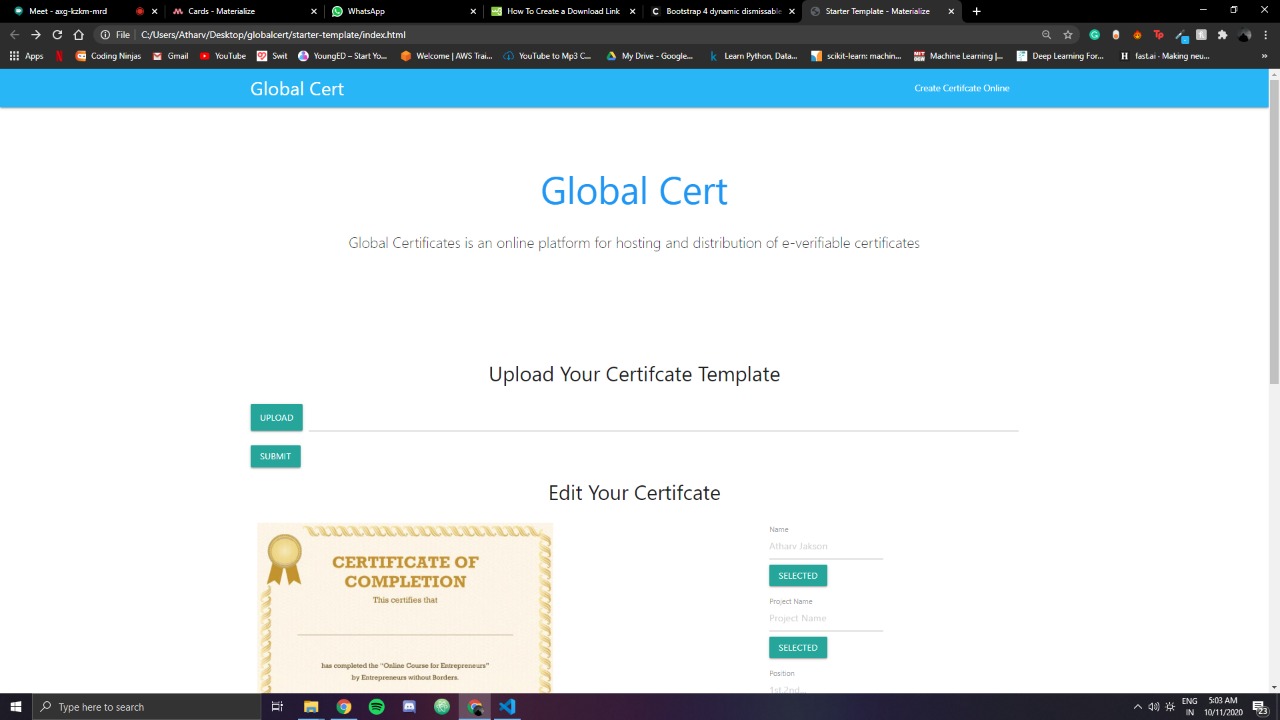 Meet - axg-kzkm-mrd
Cards - Materialize
WhatsApp
How to Create a Download Link
Bootstrap 4 dismissible
Starter Template - Materialize
File | C:/Users/Atharv/Desktop/globalcert/starter-template/index.html
Apps
Coding Ninjas
Gmail
YouTube
Swit
YoungED – Start Yo...
Welcome | AWS Trai...
YouTube to Mp3 C...
My Drive - Google...
Learn Python, Data...
scikit-learn: machin...
Machine Learning |...
Deep Learning For...
fast.ai - Making neu...
Global Cert
Create Certifcate Online
Global Cert
Global Certificates is an online platform for hosting and distribution of e-verifiable certificates
Upload Your Certifcate Template
UPLOAD
SUBMIT
Edit Your Certifcate
CERTIFICATE OF
COMPLETION
This certifies that
has completed the “Online Course for Entrepreneurs”
by Entrepreneurs without Borders.
Name
Atharv Jakson
SELECTED
Project Name
Project Name
SELECTED
Position
1st,2nd...
Type here to search
ENG
IN
5:03 AM
10/11/2020